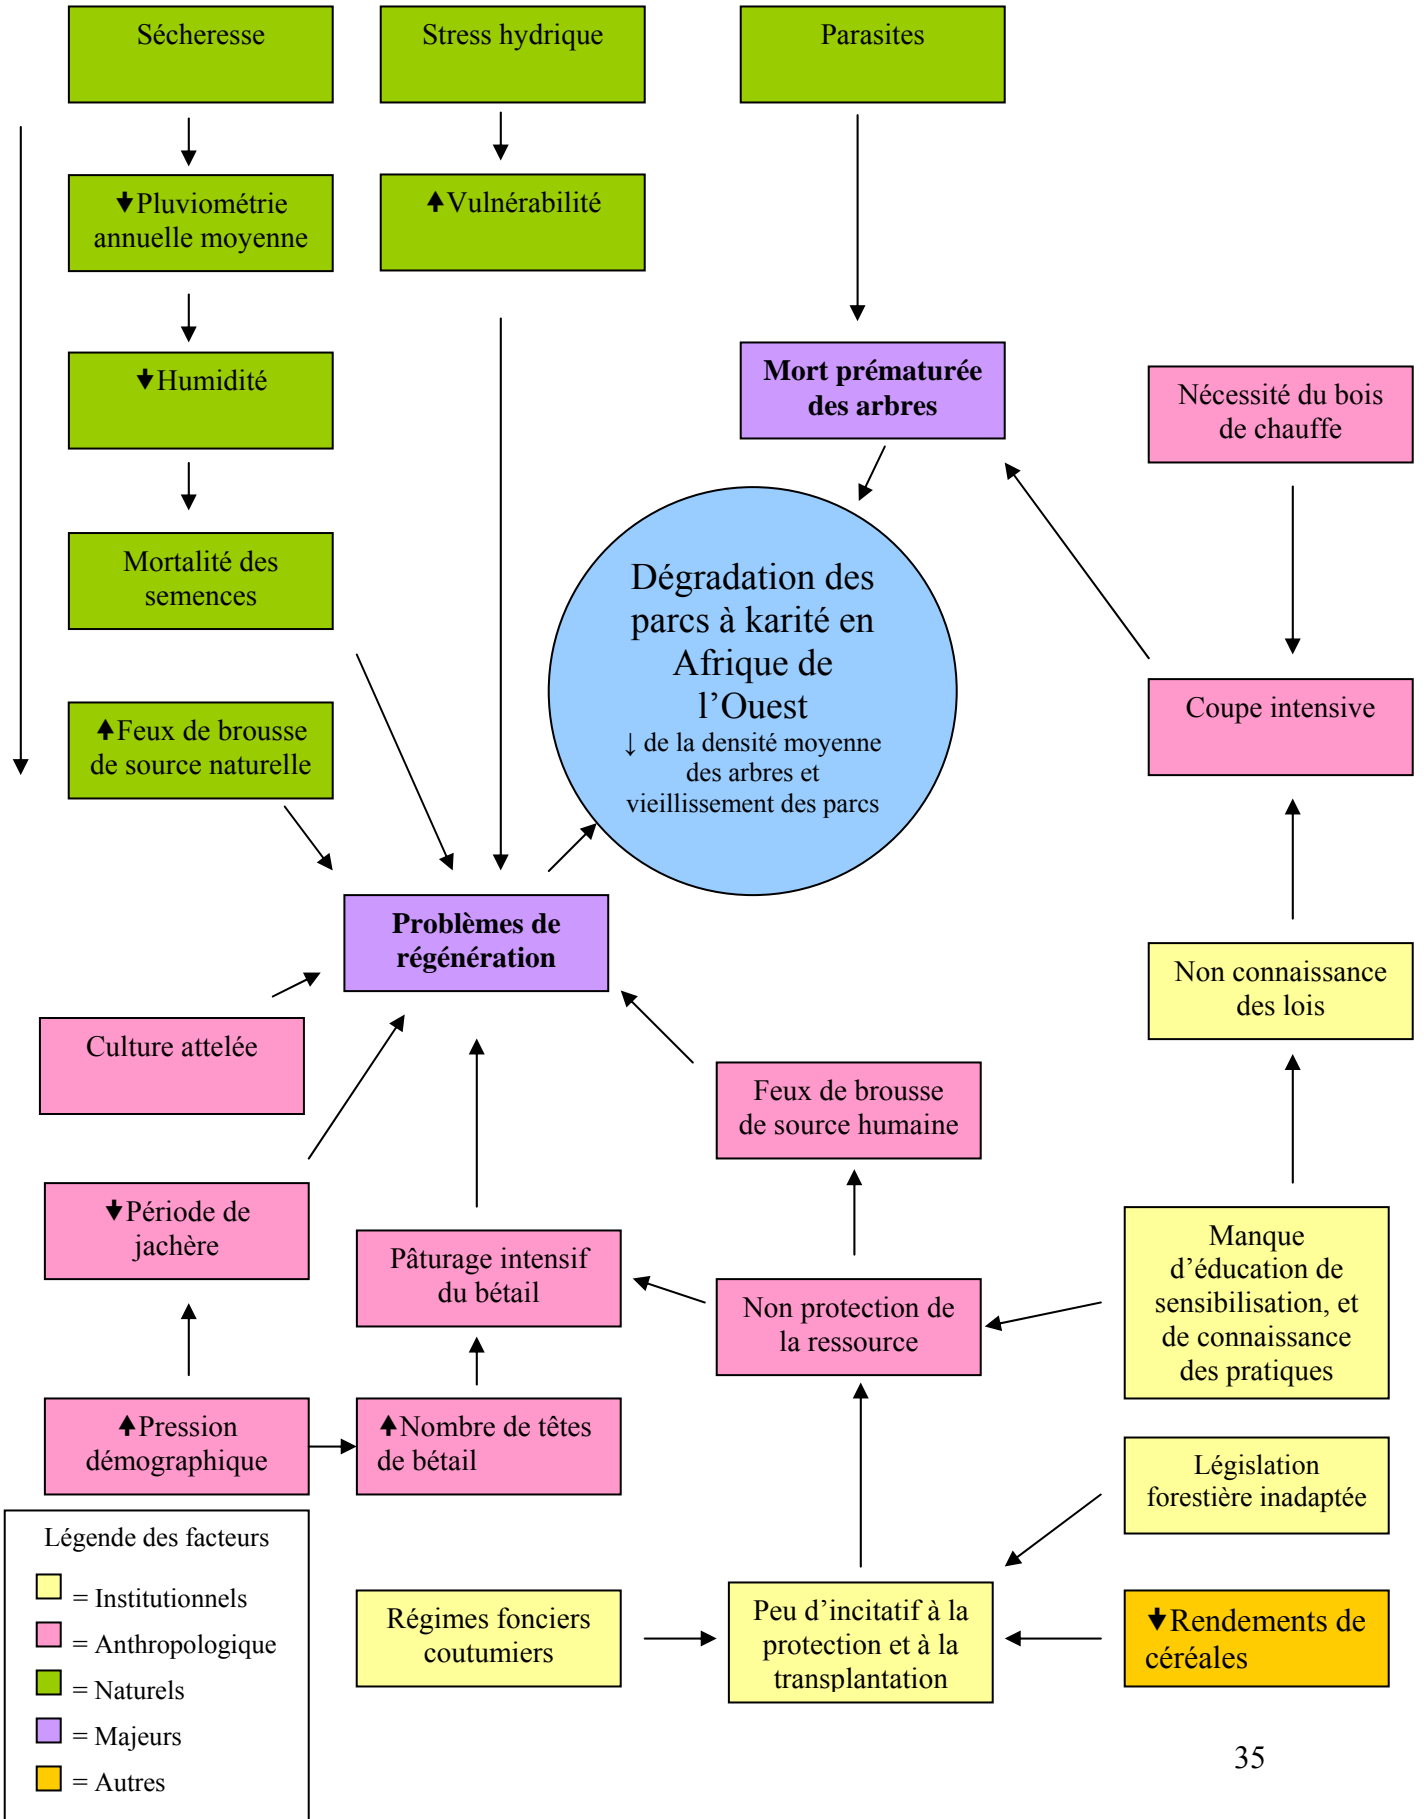 Sécheresse
Stress hydrique
Parasites
🡇Pluviométrie
annuelle moyenne
🡅Vulnérabilité
🡇Humidité
Mort prématurée
des arbres
Nécessité du bois
de chauffe
Mortalité des
semences
Dégradation des
parcs à karité en
Afrique de
l’Ouest
↓ de la densité moyenne
des arbres et
vieillissement des parcs
Coupe intensive
🡅Feux de brousse
de source naturelle
Problèmes de
régénération
Non connaissance
des lois
Culture attelée
Feux de brousse
de source humaine
🡇Période de
jachère
Pâturage intensif
du bétail
Non protection de
la ressource
Manque
d’éducation de
sensibilisation, et
de connaissance
des pratiques
🡅Pression
démographique
🡅Nombre de têtes
de bétail
Législation
forestière inadaptée
Légende des facteurs
= Institutionnels
= Anthropologique
= Naturels
= Majeurs
= Autres
Régimes fonciers
coutumiers
Peu d’incitatif à la
protection et à la
transplantation
🡇Rendements de
céréales
35